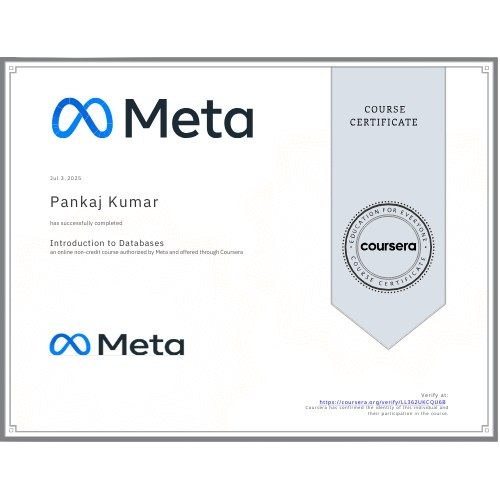 Meta
COURSE
CERTIFICATE
Jul 3, 2025
Pankaj Kumar
has successfully completed
Introduction to Databases
an online non-credit course authorized by Meta and offered through Coursera
EDUCATION FOR EVERYONE
coursera
COURSE CERTIFICATE
Meta
Verify at:
https://coursera.org/verify/LL362UKCQU6B
Coursera has confirmed the identity of this individual and
their participation in the course.